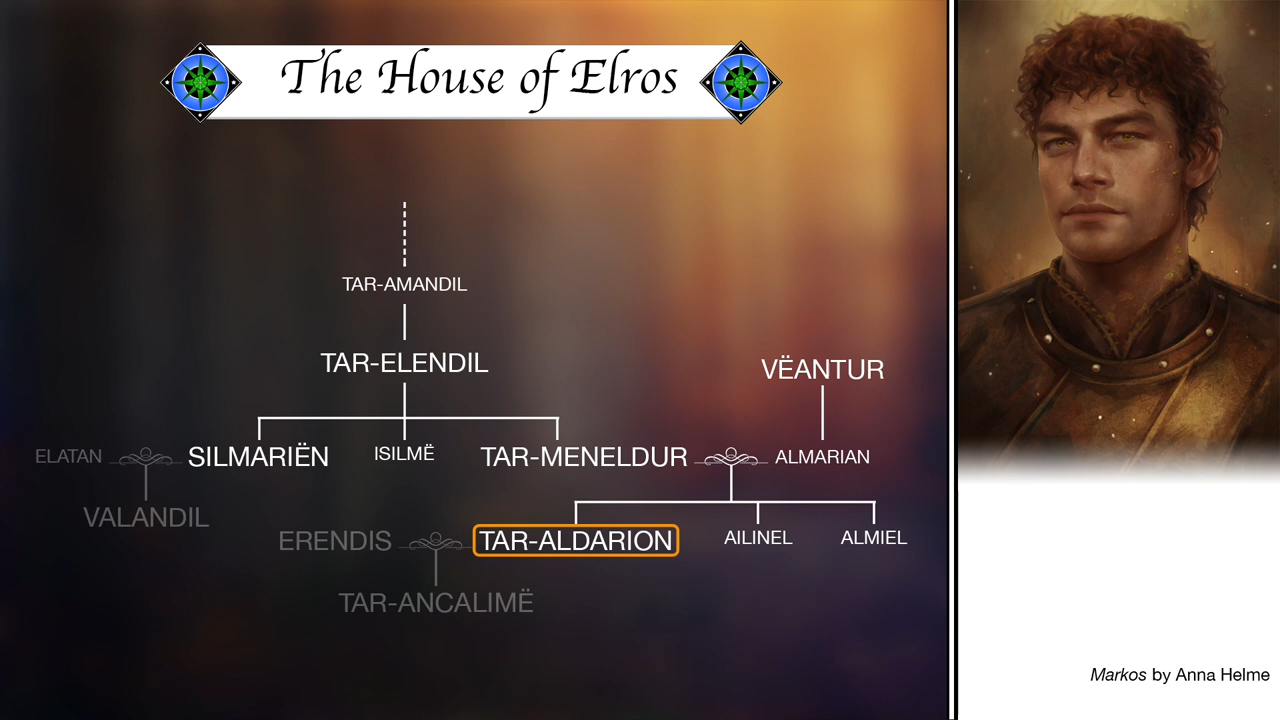 The House of Elros
TAR-AMANDIL
TAR-ELENDIL
VËANTUR
ELATAN
SILMARIËN
ISILMË
TAR-MENELDUR
ALMARIAN
VALANDIL
ERENDIS
TAR-ALDARION
AILINEL
ALMIEL
TAR-ANCALIMË
Markos by Anna Helme